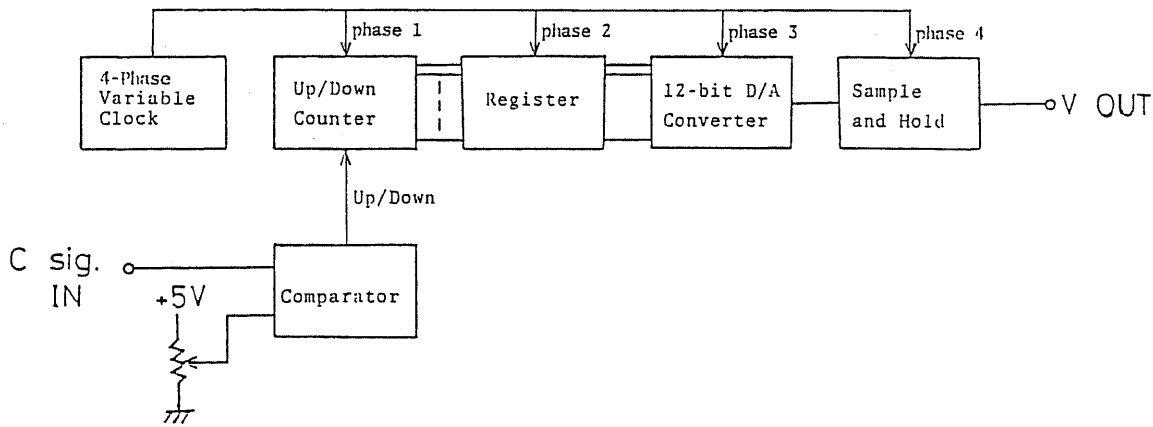 phase 1
phase 2
phase 3
phase 4
4-Phase
Variable
Clock
Up/Down
Counter
Register
12-bit D/A
Converter
Sample
and Hold
V OUT
Up/Down
C sig.
IN
+5V
Comparator